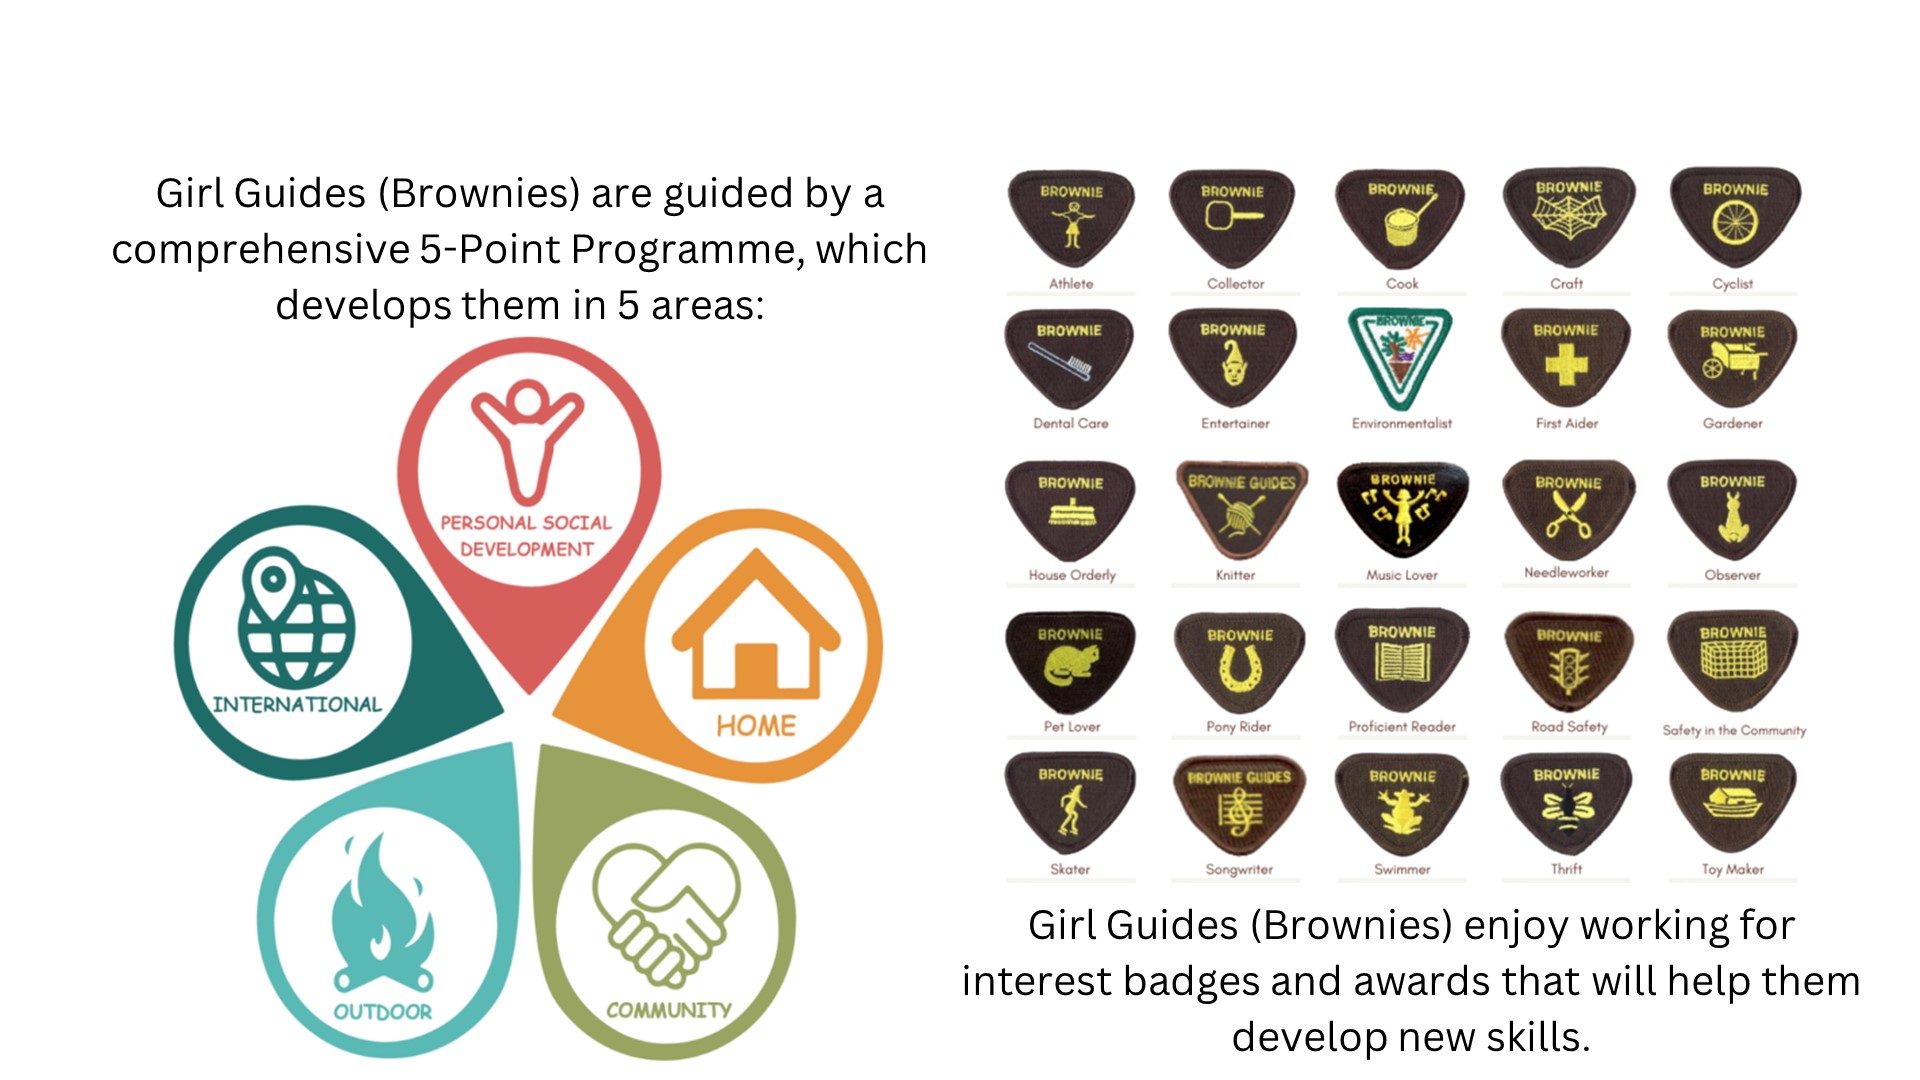 Girl Guides (Brownies) are guided by a
comprehensive 5-Point Programme, which
develops them in 5 areas:
PERSONAL SOCIAL
DEVELOPMENT
INTERNATIONAL
HOME
OUTDOOR
COMMUNITY
BROWNIE BROWNIE BROWNIE BROWNIE BROWNIE
Athlete Collector Cook Craft Cyclist
BROWNIE BROWNIE BROWNIE BROWNIE BROWNIE
Dental Care Entertainer Environmentalist First Aider Gardener
BROWNIE BROWNIE GUIDES BROWNIE BROWNIE BROWNIE
House Orderly Knitter Music Lover Needleworker Observer
BROWNIE BROWNIE BROWNIE BROWNIE BROWNIE
Pet Lover Pony Rider Proficient Reader Road Safety Safety in the Community
BROWNIE BROWNIE GUIDES BROWNIE BROWNIE BROWNIE
Skater Songwriter Swimmer Thrift Toy Maker
Girl Guides (Brownies) enjoy working for
interest badges and awards that will help them
develop new skills.